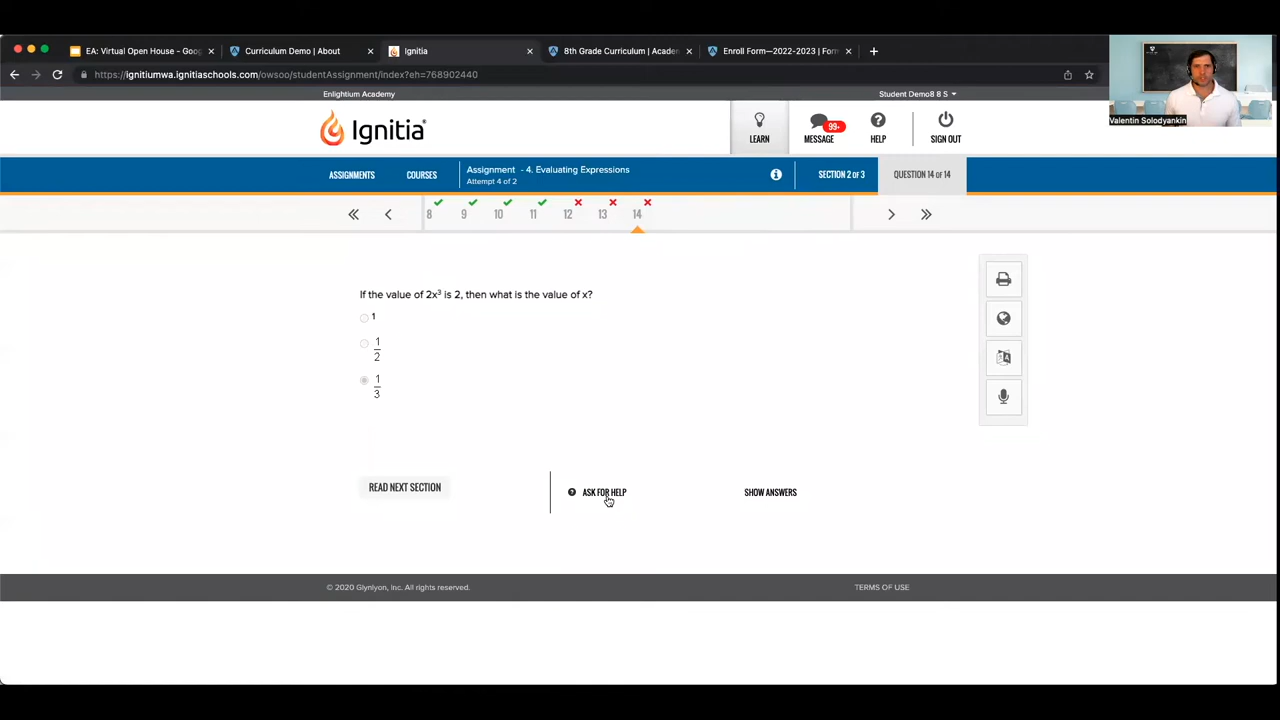 EA: Virtual Open House - Goo
Curriculum Demo | About
Ignitia
8th Grade Curriculum | Acade
Enroll Form—2022-2023 | For
https://ignitiumwa.ignitiaschools.com/owsoo/studentAssignment/index?eh=768902440
Valentin Solodyankin
Enlightium Academy
Student Demo8 8 S
Ignitia®
LEARN
99+
MESSAGE
HELP
SIGN OUT
ASSIGNMENTS
COURSES
Assignment - 4. Evaluating Expressions
Attempt 4 of 2
SECTION 2 OF 3
QUESTION 14 OF 14
8 9 10 11 12 13 14
If the value of 2x³ is 2, then what is the value of x?
1
1
2
1
3
READ NEXT SECTION
ASK FOR HELP
SHOW ANSWERS
© 2020 Glynlyon, Inc. All rights reserved.
TERMS OF USE